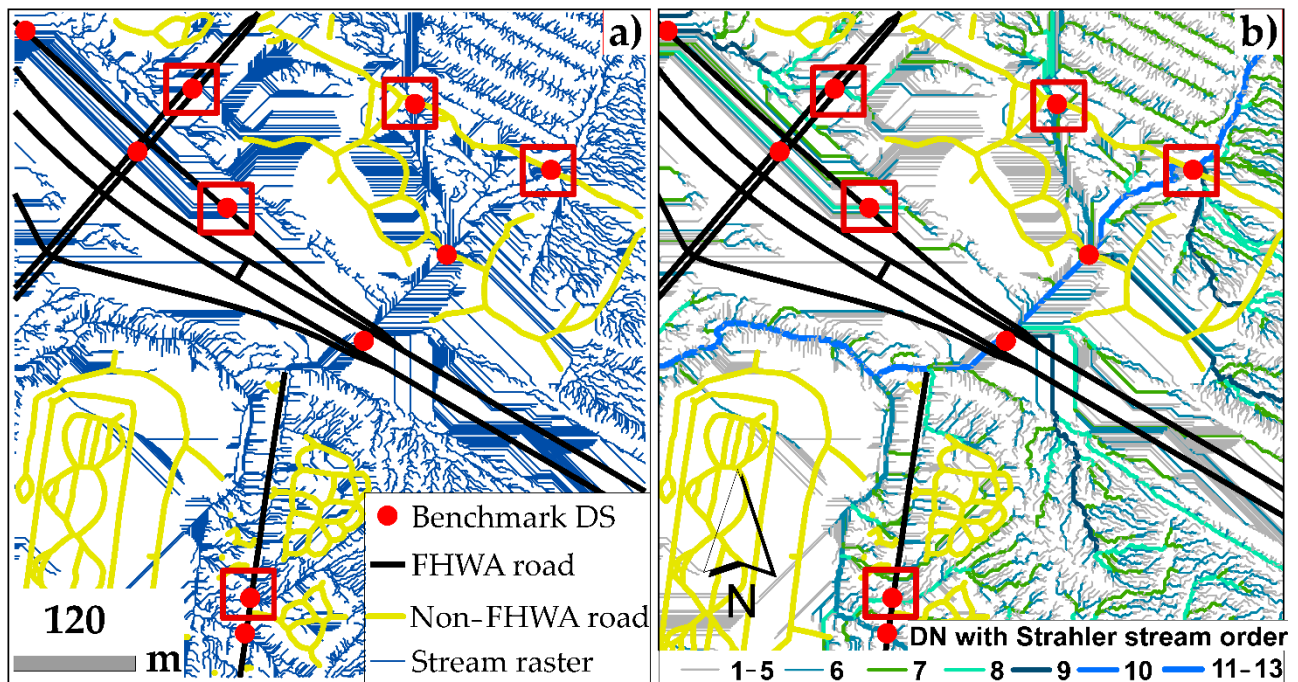 a)
b)
Benchmark DS
FHWA road
Non-FHWA road
Stream raster
120
m
N
DN with Strahler stream order
1-5 6 7 8 9 10 11-13